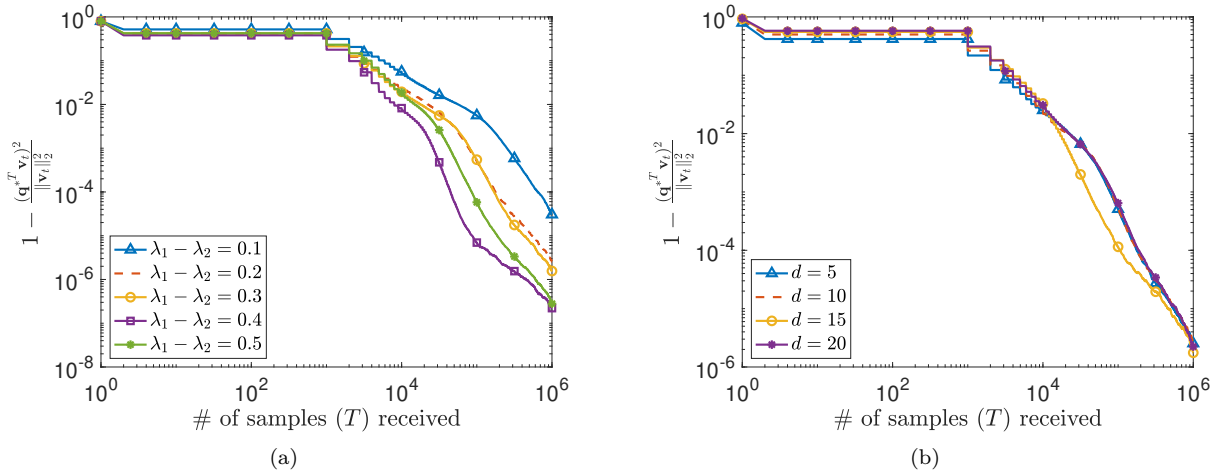 10^0
10^-2
10^-4
10^-6
10^-8
1 − (q*^T v_t)^2 / ‖v_t‖_2^2
λ1 − λ2 = 0.1
λ1 − λ2 = 0.2
λ1 − λ2 = 0.3
λ1 − λ2 = 0.4
λ1 − λ2 = 0.5
10^0 10^2 10^4 10^6
# of samples (T) received
(a)
10^0
10^-2
10^-4
10^-6
1 − (q*^T v_t)^2 / ‖v_t‖_2^2
d = 5
d = 10
d = 15
d = 20
10^0 10^2 10^4 10^6
# of samples (T) received
(b)